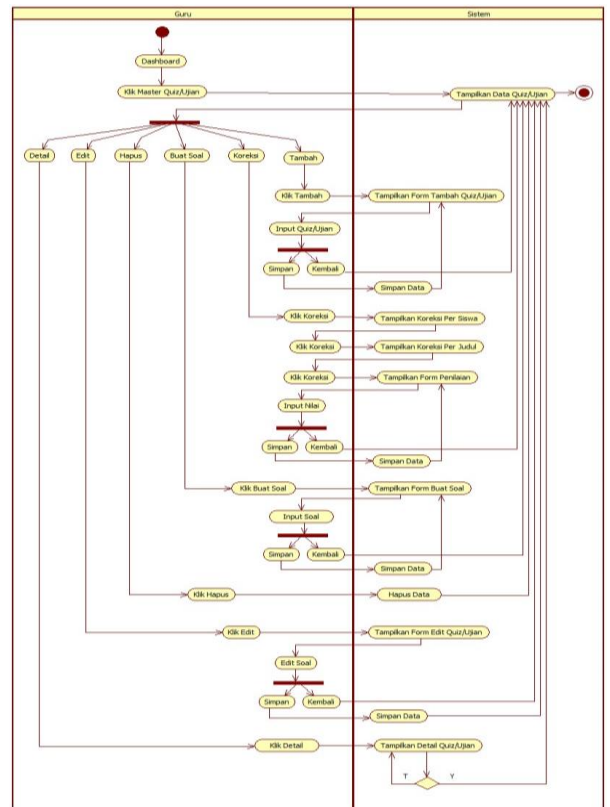 Guru
Sistem
Dashboard
Klik Master Quiz/Ujian
Tampilkan Data Quiz/Ujian
Detail
Edit
Hapus
Buat Soal
Koreksi
Tambah
Klik Tambah
Tampilkan Form Tambah Quiz/Ujian
Input Quiz/Ujian
Simpan
Kembali
Simpan Data
Klik Koreksi
Tampilkan Koreksi Per Siswa
Klik Koreksi
Tampilkan Koreksi Per Judul
Klik Koreksi
Tampilkan Form Penilaian
Input Nilai
Simpan
Kembali
Simpan Data
Klik Buat Soal
Tampilkan Form Buat Soal
Input Soal
Simpan
Kembali
Simpan Data
Klik Hapus
Hapus Data
Klik Edit
Tampilkan Form Edit Quiz/Ujian
Edit Soal
Simpan
Kembali
Simpan Data
Klik Detail
Tampilkan Detail Quiz/Ujian
T
Y